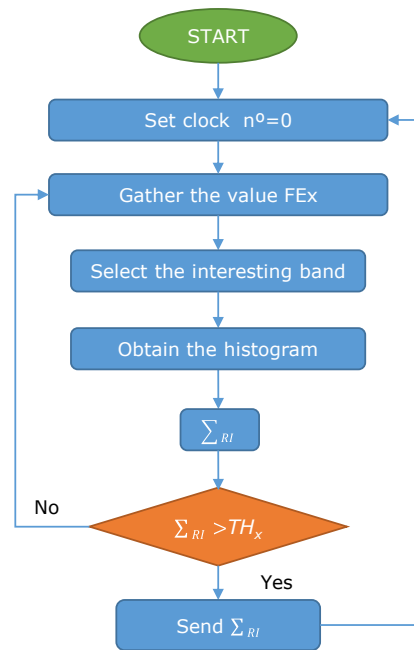 START
Set clock nº=0
Gather the value FEx
Select the interesting band
Obtain the histogram
∑RI
∑RI >THx
No
Yes
Send ∑RI